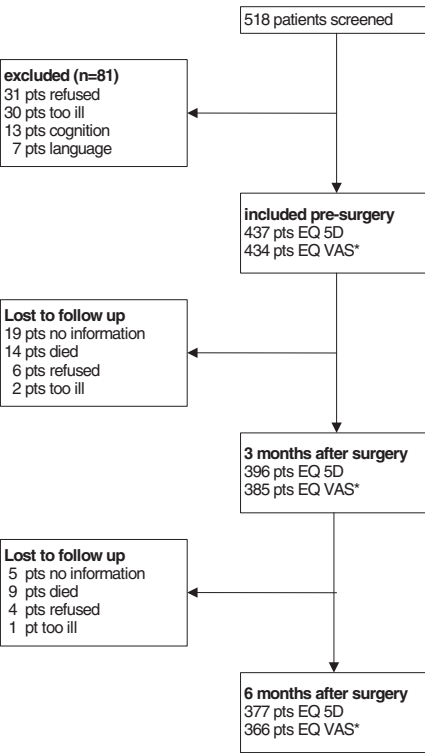 518 patients screened
excluded (n=81)
31 pts refused
30 pts too ill
13 pts cognition
7 pts language
included pre-surgery
437 pts EQ 5D
434 pts EQ VAS*
Lost to follow up
19 pts no information
14 pts died
6 pts refused
2 pts too ill
3 months after surgery
396 pts EQ 5D
385 pts EQ VAS*
Lost to follow up
5 pts no information
9 pts died
4 pts refused
1 pt too ill
6 months after surgery
377 pts EQ 5D
366 pts EQ VAS*